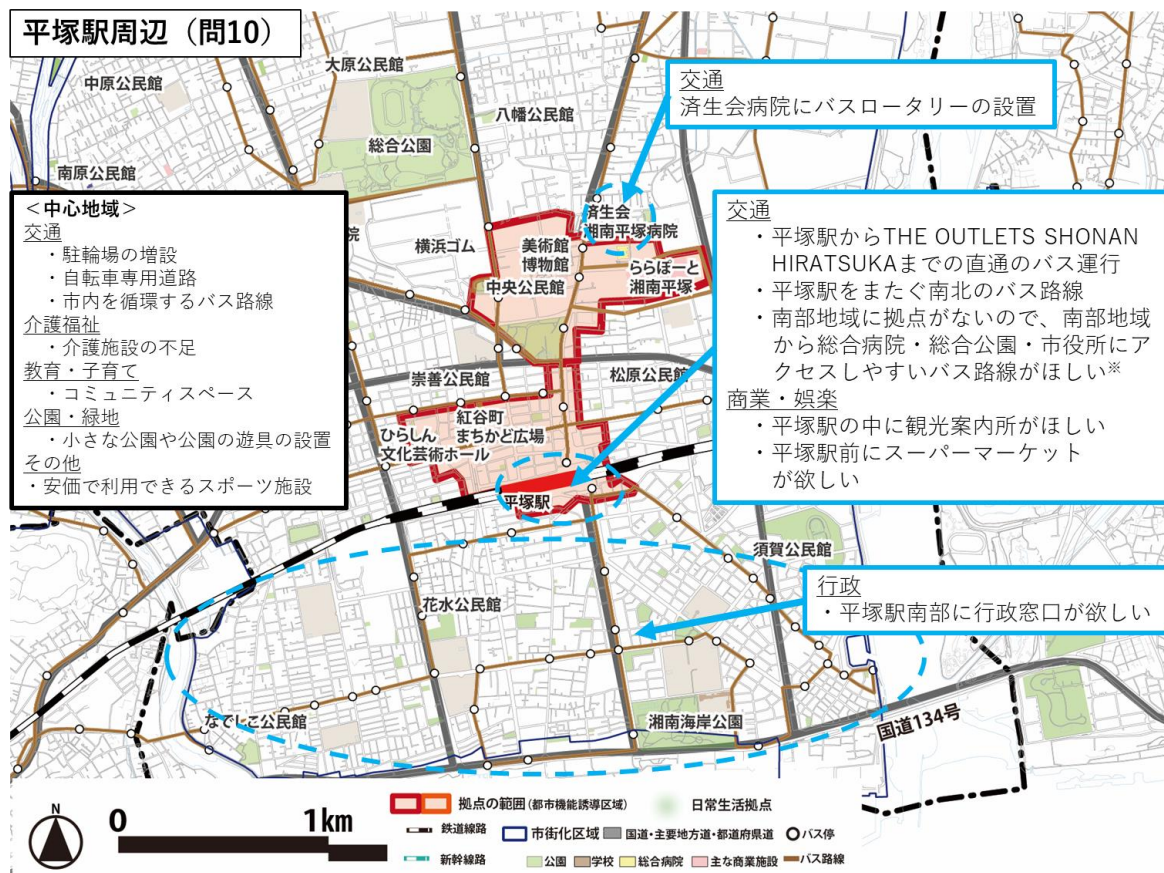 平塚駅周辺（問10）
中原公民館
大原公民館
八幡公民館
総合公園
南原公民館
交通
済生会病院にバスロータリーの設置
＜中心地域＞
交通
・駐輪場の増設
・自転車専用道路
・市内を循環するバス路線
介護福祉
・介護施設の不足
教育・子育て
・コミュニティスペース
公園・緑地
・小さな公園や公園の遊具の設置
その他
・安価で利用できるスポーツ施設
院
横浜ゴム
美術館
博物館
中央公民館
済生会
湘南平塚病院
ららぽーと
湘南平塚
交通
・平塚駅からTHE OUTLETS SHONAN
HIRATSUKAまでの直通のバス運行
・平塚駅をまたぐ南北のバス路線
・南部地域に拠点がないので、南部地域
から総合病院・総合公園・市役所にア
クセスしやすいバス路線がほしい※
商業・娯楽
・平塚駅の中に観光案内所がほしい
・平塚駅前にスーパーマーケット
が欲しい
崇善公民館
松原公民館
紅谷町
まちかど広場
ひらしん
文化芸術ホール
平塚駅
須賀公民館
花水公民館
行政
・平塚駅南部に行政窓口が欲しい
なでしこ公民館
湘南海岸公園
国道134号
N
0
1km
拠点の範囲（都市機能誘導区域）
日常生活拠点
鉄道線路
市街化区域
国道・主要地方道・都道府県道
バス停
新幹線路
公園
学校
総合病院
主な商業施設
バス路線